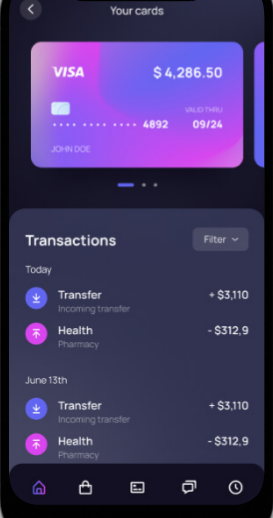 Your cards
VISA $4,286.50
VALID THRU
•••• •••• •••• 4892 09/24
JOHN DOE
Transactions Filter
Today
Transfer + $3,110
Incoming transfer
Health - $312,9
Pharmacy
June 13th
Transfer + $3,110
Incoming transfer
Health - $312,9
Pharmacy